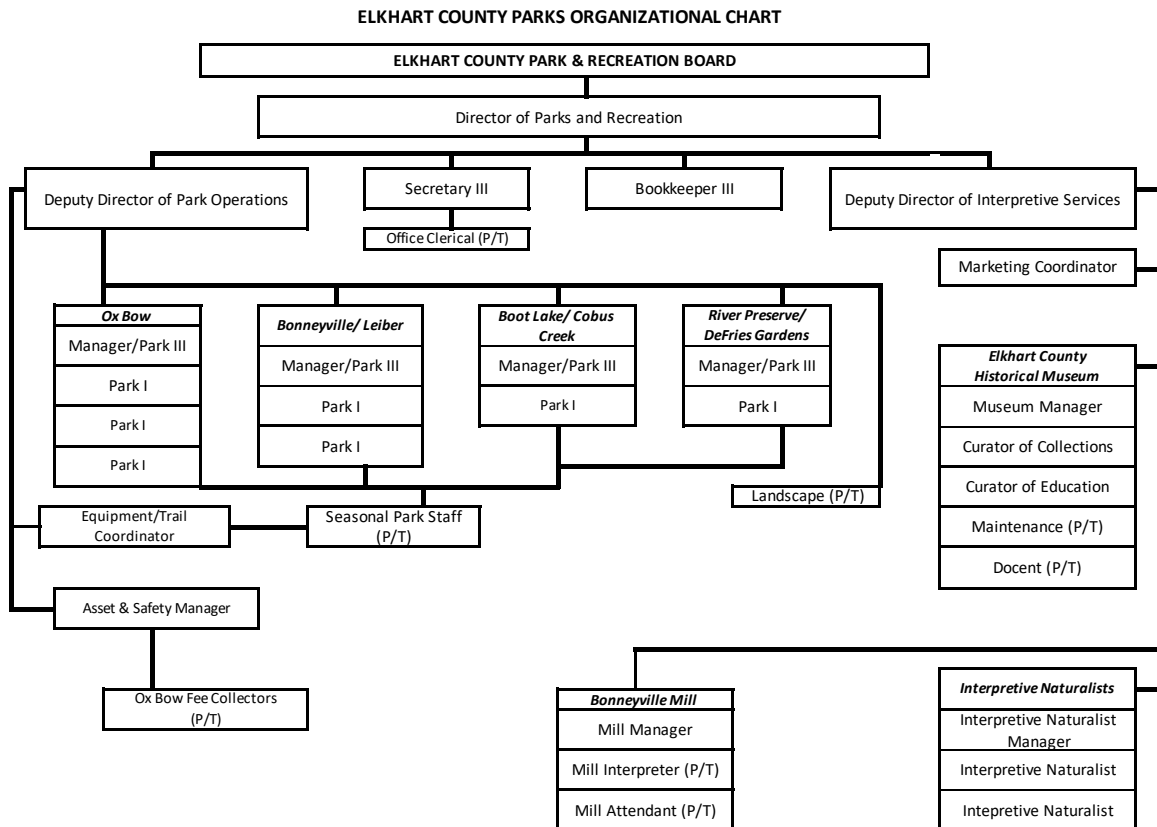 ELKHART COUNTY PARKS ORGANIZATIONAL CHART
ELKHART COUNTY PARK & RECREATION BOARD
Director of Parks and Recreation
Deputy Director of Park Operations
Secretary III
Bookkeeper III
Deputy Director of Interpretive Services
Office Clerical (P/T)
Marketing Coordinator
Ox Bow
Manager/Park III
Park I
Park I
Park I
Bonneyville/ Leiber
Manager/Park III
Park I
Park I
Boot Lake/ Cobus
Creek
Manager/Park III
Park I
River Preserve/
DeFries Gardens
Manager/Park III
Park I
Elkhart County
Historical Museum
Museum Manager
Curator of Collections
Curator of Education
Maintenance (P/T)
Docent (P/T)
Landscape (P/T)
Equipment/Trail
Coordinator
Seasonal Park Staff
(P/T)
Asset & Safety Manager
Ox Bow Fee Collectors
(P/T)
Bonneyville Mill
Mill Manager
Mill Interpreter (P/T)
Mill Attendant (P/T)
Interpretive Naturalists
Interpretive Naturalist
Manager
Interpretive Naturalist
Intepretive Naturalist